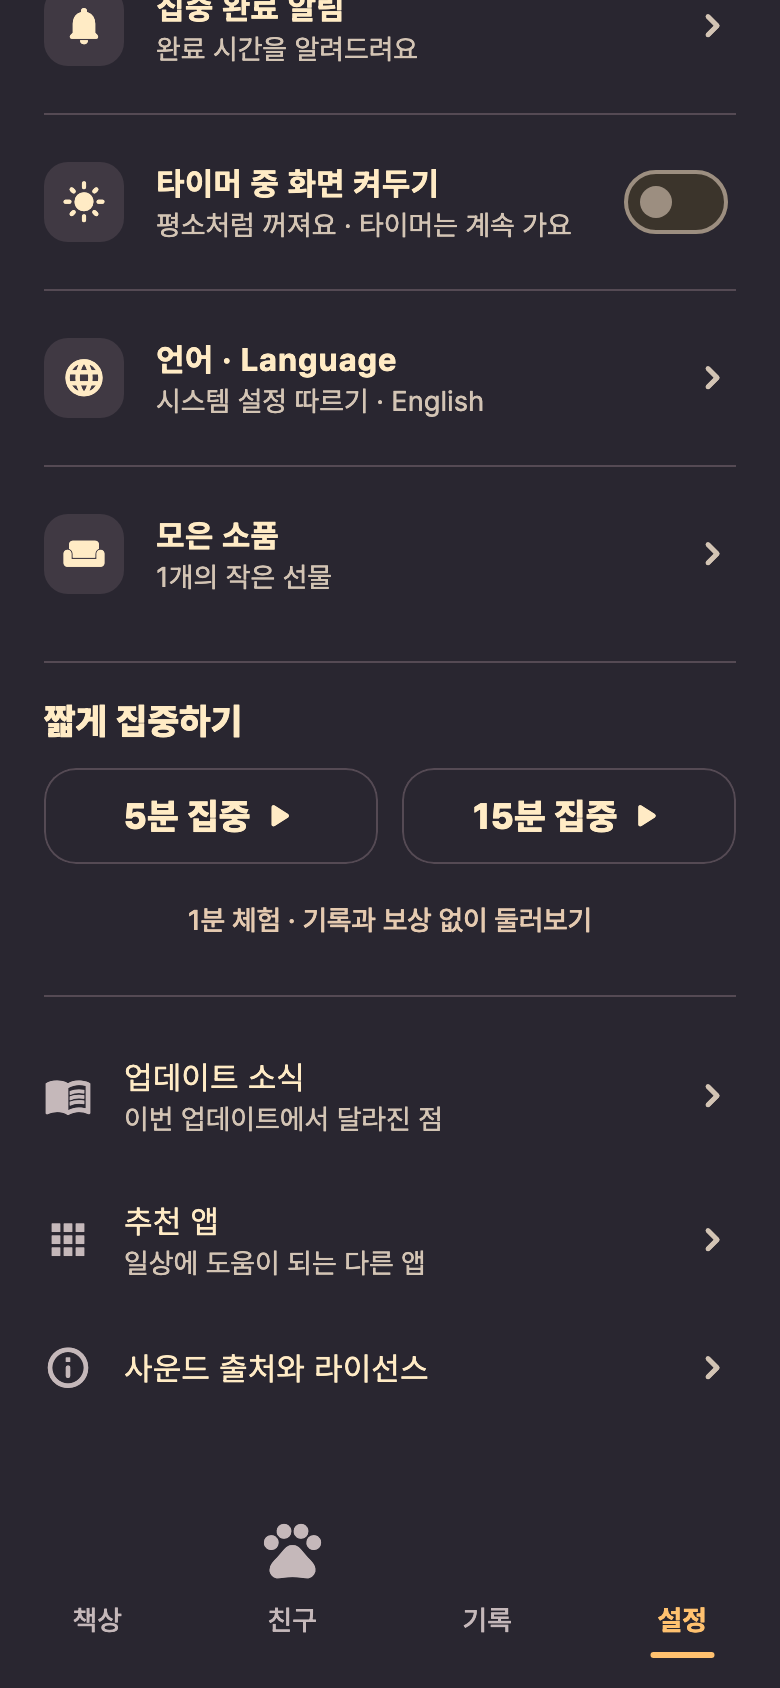 집중 완료 알림
완료 시간을 알려드려요
타이머 중 화면 켜두기
평소처럼 꺼져요 · 타이머는 계속 가요
언어 · Language
시스템 설정 따르기 · English
모은 소품
1개의 작은 선물
짧게 집중하기
5분 집중
15분 집중
1분 체험 · 기록과 보상 없이 둘러보기
업데이트 소식
이번 업데이트에서 달라진 점
추천 앱
일상에 도움이 되는 다른 앱
사운드 출처와 라이선스
책상
친구
기록
설정